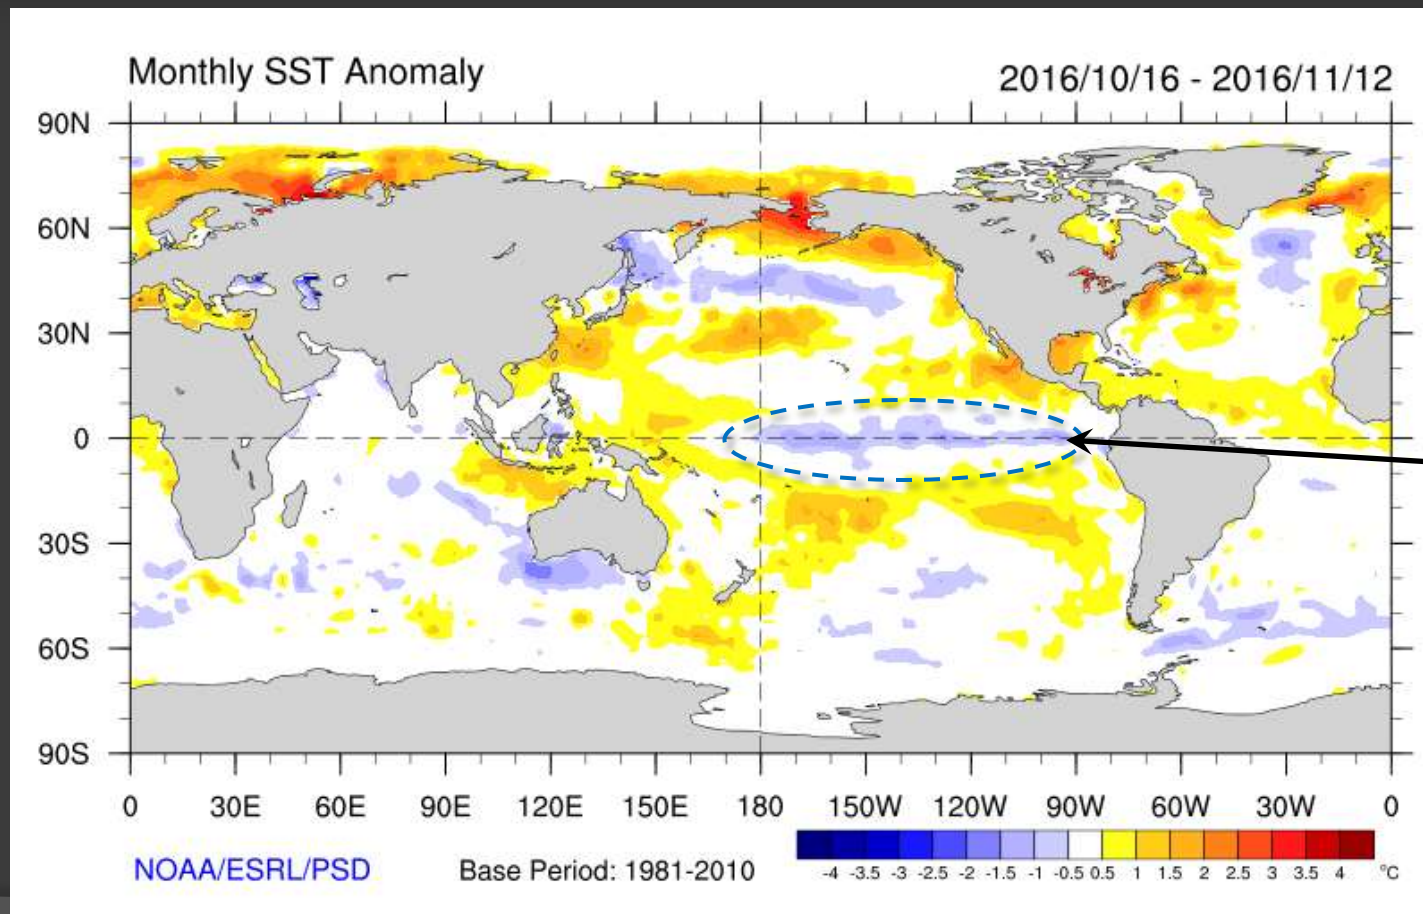 Monthly SST Anomaly 2016/10/16 - 2016/11/12
90N
60N
30N
0
30S
60S
90S
0 30E 60E 90E 120E 150E 180 150W 120W 90W 60W 30W 0
NOAA/ESRL/PSD Base Period: 1981-2010
-4 -3.5 -3 -2.5 -2 -1.5 -1 -0.5 0.5 1 1.5 2 2.5 3 3.5 4 °C